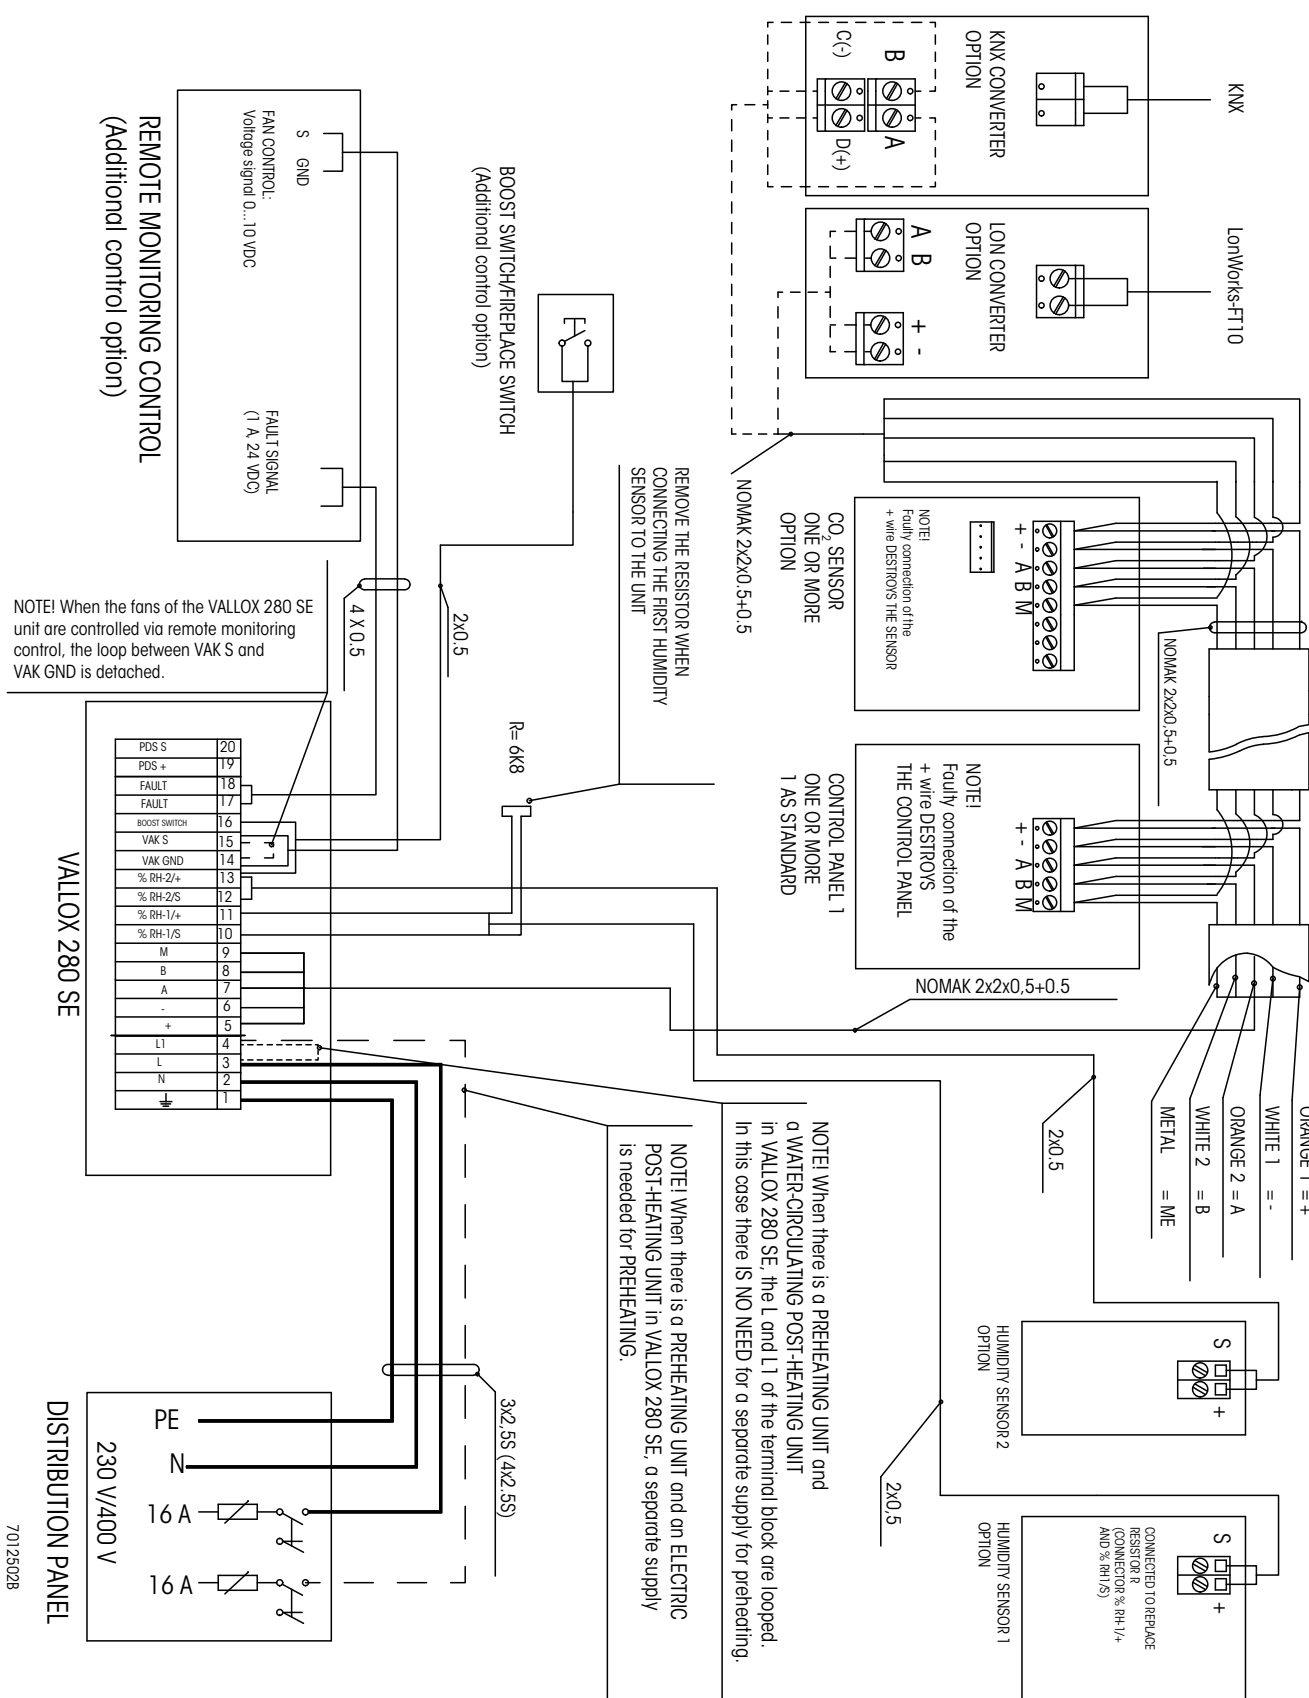 KNX
KNX CONVERTER
OPTION
C(-)
B
A
D(+)
LonWorks-FT10
LON CONVERTER
OPTION
A B
+ -
NOMAK 2x2x0.5+0.5
NOTE!
Faulty connection of the
+ wire DESTROYS THE SENSOR
+ - A B M
CO2 SENSOR
ONE OR MORE
OPTION
NOMAK 2x2x0,5+0,5
NOTE!
Faulty connection of the
+ wire DESTROYS
THE CONTROL PANEL
+ - A B M
CONTROL PANEL 1
ONE OR MORE
1 AS STANDARD
NOMAK 2x2x0,5+0.5
ORANGE 1 = +
WHITE 1 = -
ORANGE 2 = A
WHITE 2 = B
METAL = ME
2x0.5
S
+
HUMIDITY SENSOR 2
OPTION
2x0,5
S
+
CONNECTED TO REPLACE
RESISTOR R
(CONNECTOR % RH-1/+
AND % RH1/S)
HUMIDITY SENSOR 1
OPTION
BOOST SWITCH/FIREPLACE SWITCH
(Additional control option)
REMOVE THE RESISTOR WHEN
CONNECTING THE FIRST HUMIDITY
SENSOR TO THE UNIT
R= 6K8
2x0.5
4 X 0.5
S GND
FAN CONTROL:
Voltage signal 0...10 VDC
FAULT SIGNAL
(1 A, 24 VDC)
REMOTE MONITORING CONTROL
(Additional control option)
NOTE! When the fans of the VALLOX 280 SE
unit are controlled via remote monitoring
control, the loop between VAK S and
VAK GND is detached.
PDS S 20
PDS + 19
FAULT 18
FAULT 17
BOOST SWITCH 16
VAK S 15
VAK GND 14
% RH-2/+ 13
% RH-2/S 12
% RH-1/+ 11
% RH-1/S 10
M 9
B 8
A 7
- 6
+ 5
L1 4
L 3
N 2
1
VALLOX 280 SE
NOTE! When there is a PREHEATING UNIT and
a WATER-CIRCULATING POST-HEATING UNIT
in VALLOX 280 SE, the L and L1 of the terminal block are looped.
In this case there IS NO NEED for a separate supply for preheating.
NOTE! When there is a PREHEATING UNIT and an ELECTRIC
POST-HEATING UNIT in VALLOX 280 SE, a separate supply
is needed for PREHEATING.
3x2,5S (4x2.5S)
PE
N
16 A
16 A
230 V/400 V
DISTRIBUTION PANEL
7012502B